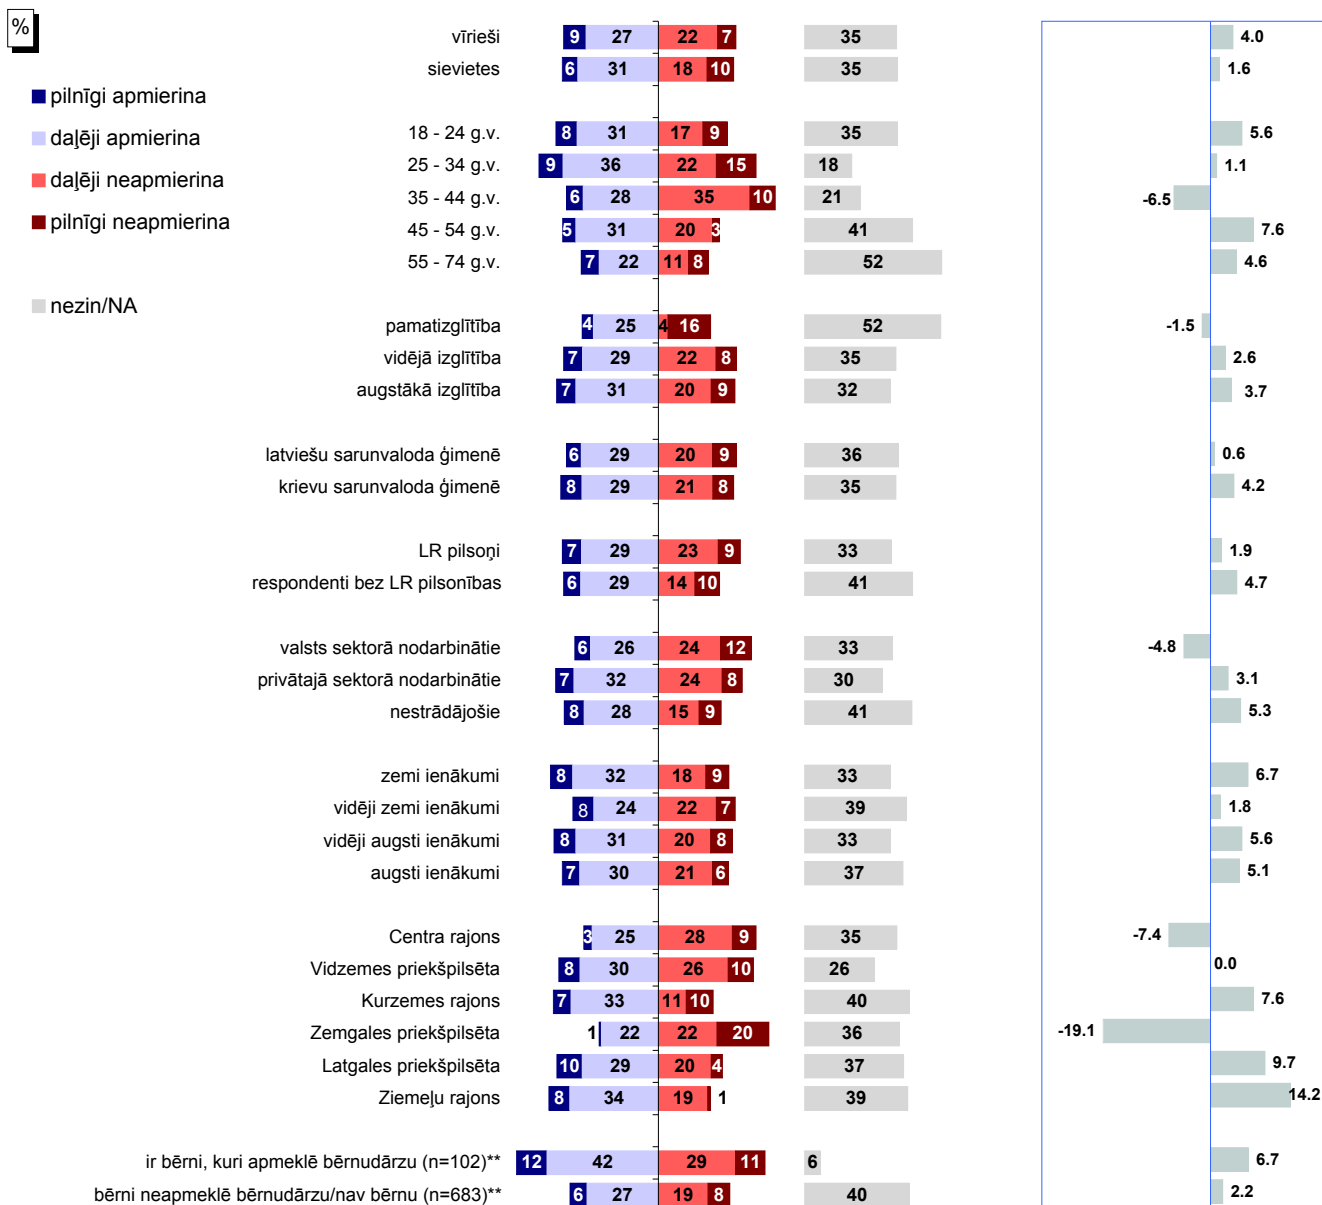 %
pilnīgi apmierina
daļēji apmierina
daļēji neapmierina
pilnīgi neapmierina
nezin/NA
vīrieši 9 27 22 7 35 4.0
sievietes 6 31 18 10 35 1.6
18 - 24 g.v. 8 31 17 9 35 5.6
25 - 34 g.v. 9 36 22 15 18 1.1
35 - 44 g.v. 6 28 35 10 21 -6.5
45 - 54 g.v. 5 31 20 3 41 7.6
55 - 74 g.v. 7 22 11 8 52 4.6
pamatizglītība 4 25 4 16 52 -1.5
vidējā izglītība 7 29 22 8 35 2.6
augstākā izglītība 7 31 20 9 32 3.7
latviešu sarunvaloda ģimenē 6 29 20 9 36 0.6
krievu sarunvaloda ģimenē 8 29 21 8 35 4.2
LR pilsoņi 7 29 23 9 33 1.9
respondenti bez LR pilsonības 6 29 14 10 41 4.7
valsts sektorā nodarbinātie 6 26 24 12 33 -4.8
privātajā sektorā nodarbinātie 7 32 24 8 30 3.1
nestrādājošie 8 28 15 9 41 5.3
zemi ienākumi 8 32 18 9 33 6.7
vidēji zemi ienākumi 8 24 22 7 39 1.8
vidēji augsti ienākumi 8 31 20 8 33 5.6
augsti ienākumi 7 30 21 6 37 5.1
Centra rajons 3 25 28 9 35 -7.4
Vidzemes priekšpilsēta 8 30 26 10 26 0.0
Kurzemes rajons 7 33 11 10 40 7.6
Zemgales priekšpilsēta 1 22 22 20 36 -19.1
Latgales priekšpilsēta 10 29 20 4 37 9.7
Ziemeļu rajons 8 34 19 1 39 14.2
ir bērni, kuri apmeklē bērnudārzu (n=102)** 12 42 29 11 6 6.7
bērni neapmeklē bērnudārzu/nav bērnu (n=683)** 6 27 19 8 40 2.2